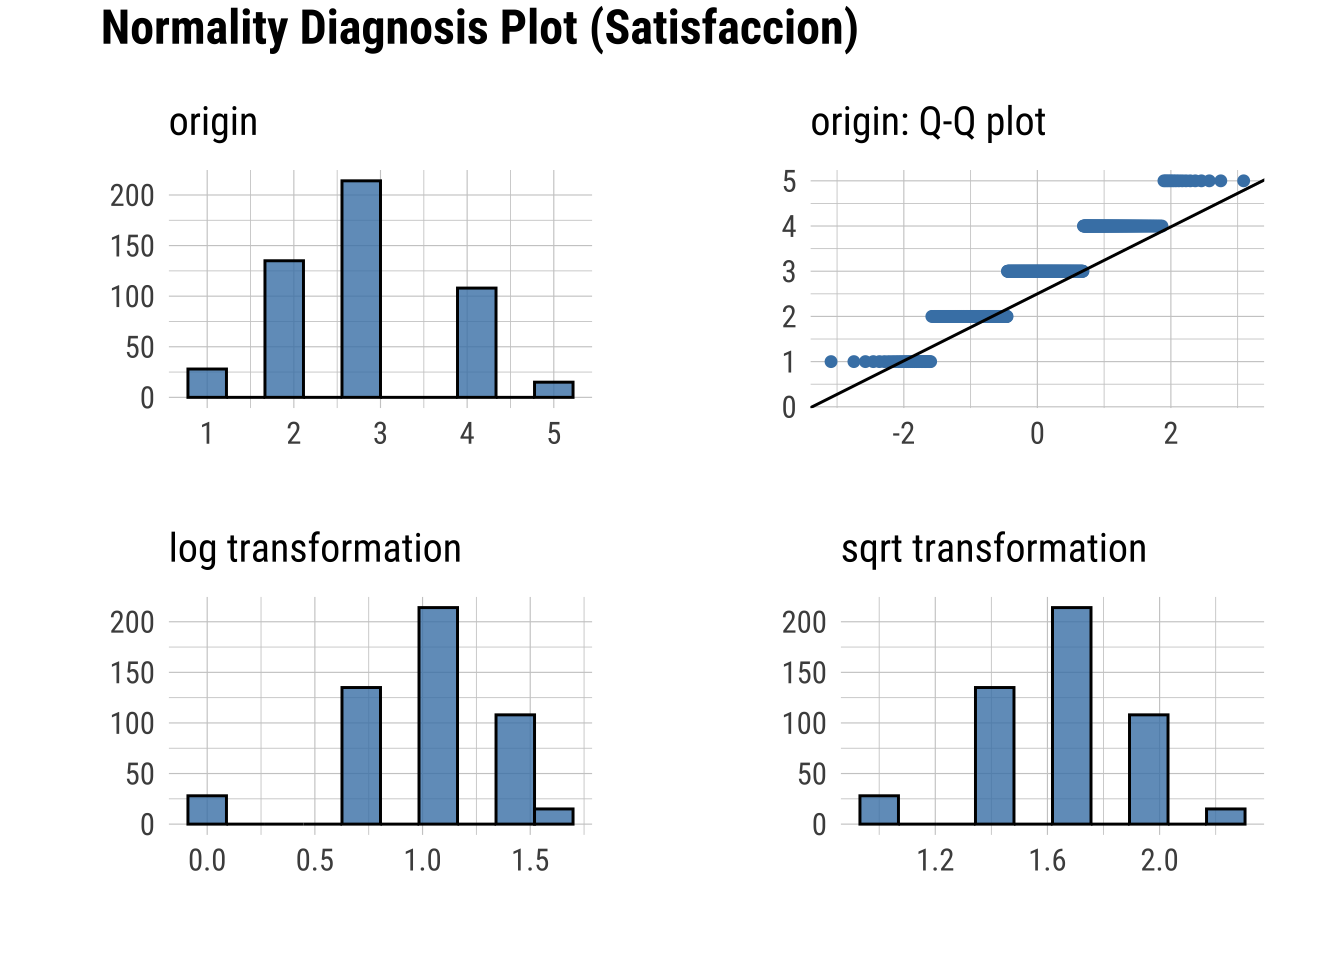 Normality Diagnosis Plot (Satisfaccion)
origin
200
150
100
50
0
1 2 3 4 5
origin: Q-Q plot
5
4
3
2
1
0
-2 0 2
log transformation
200
150
100
50
0
0.0 0.5 1.0 1.5
sqrt transformation
200
150
100
50
0
1.2 1.6 2.0